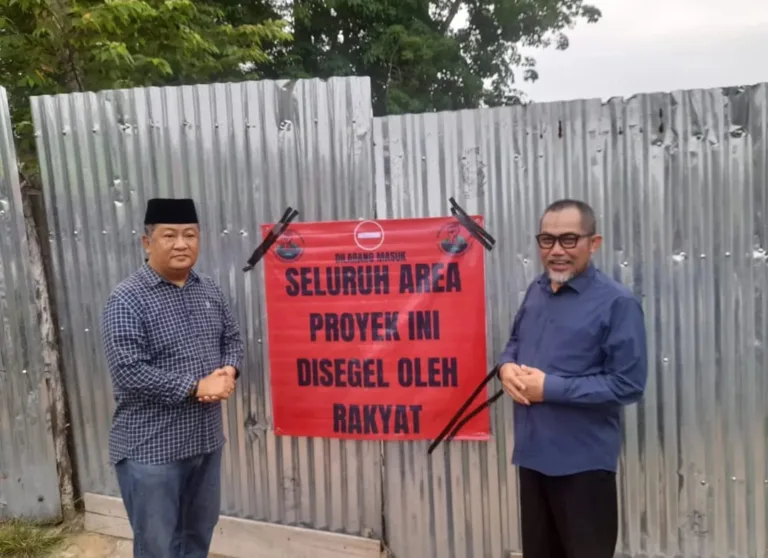 DILARANG MASUK
SELURUH AREA
PROYEK INI
DISEGEL OLEH
RAKYAT